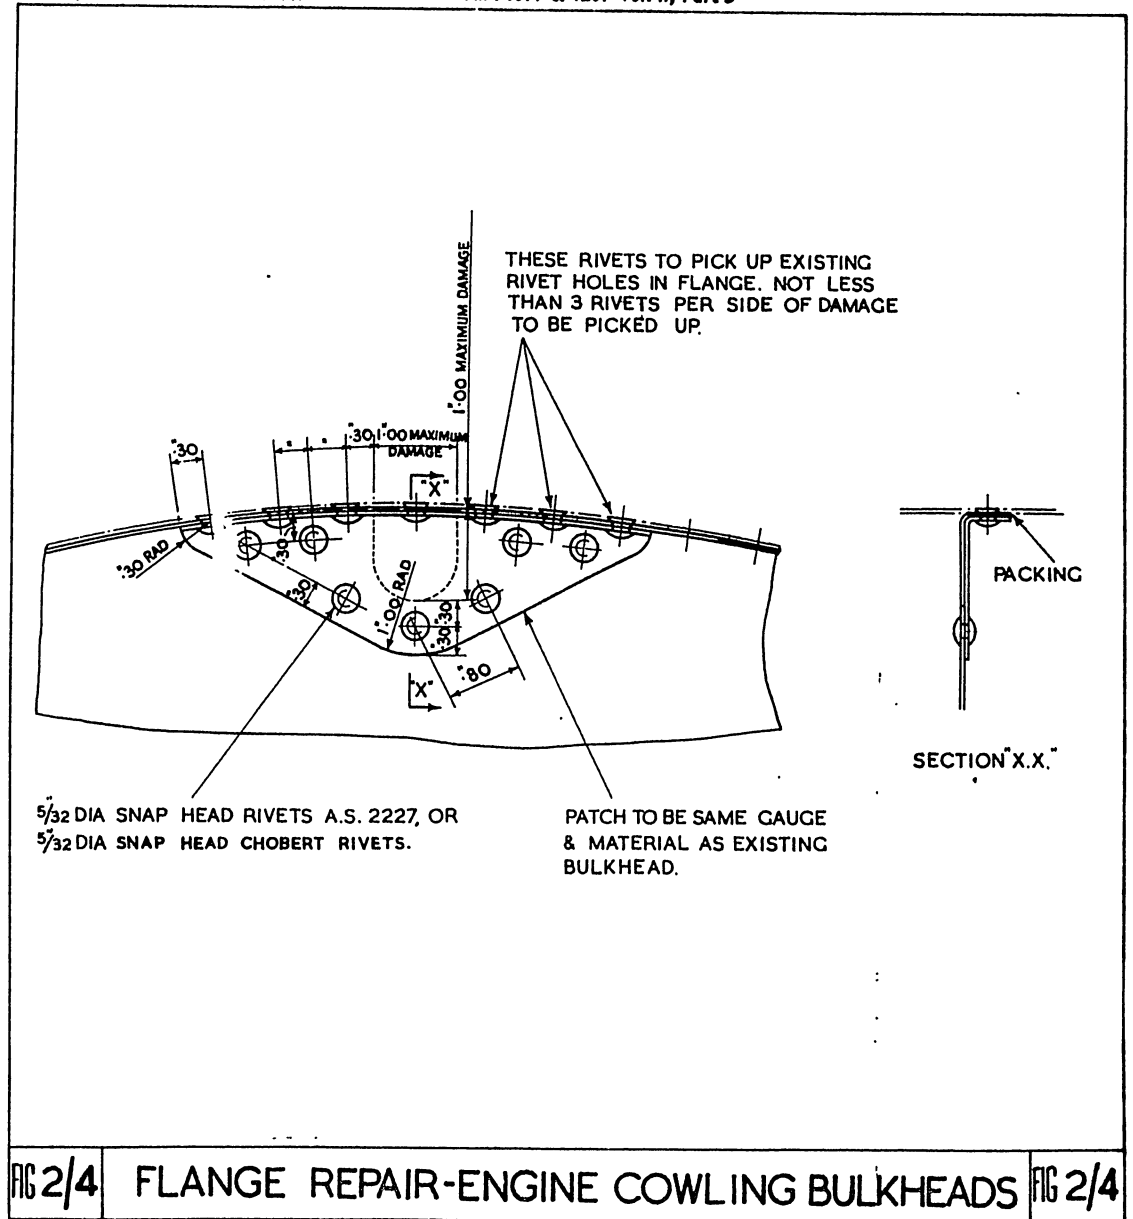 THESE RIVETS TO PICK UP EXISTING
RIVET HOLES IN FLANGE. NOT LESS
THAN 3 RIVETS PER SIDE OF DAMAGE
TO BE PICKED UP.
1".00 MAXIMUM DAMAGE
".30
"
"
".30
1".00 MAXIMUM
DAMAGE
"X"
".30 RAD
".30
".30
1".00 RAD
.30
.30
".80
"X"
PACKING
SECTION "X.X."
5/32" DIA SNAP HEAD RIVETS A.S. 2227, OR
5/32" DIA SNAP HEAD CHOBERT RIVETS.
PATCH TO BE SAME GAUGE
& MATERIAL AS EXISTING
BULKHEAD.
FIG 2/4
FLANGE REPAIR-ENGINE COWLING BULKHEADS
FIG 2/4